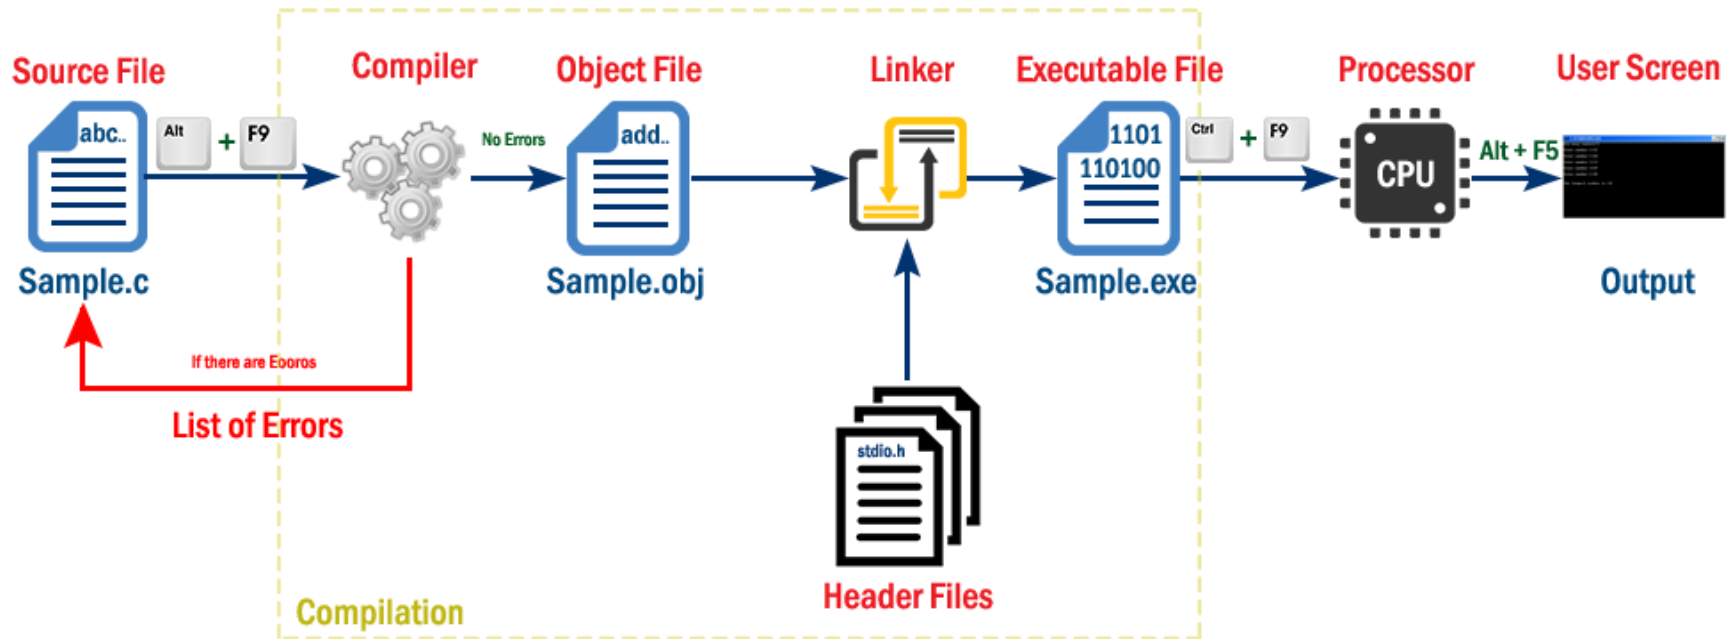 Source File
Compiler
Object File
Linker
Executable File
Processor
User Screen
abc..
Alt
+
F9
No Errors
add..
1101
110100
Ctrl
+
F9
CPU
Alt + F5
Sample.c
Sample.obj
Sample.exe
Output
If there are Eooros
List of Errors
stdio.h
Header Files
Compilation